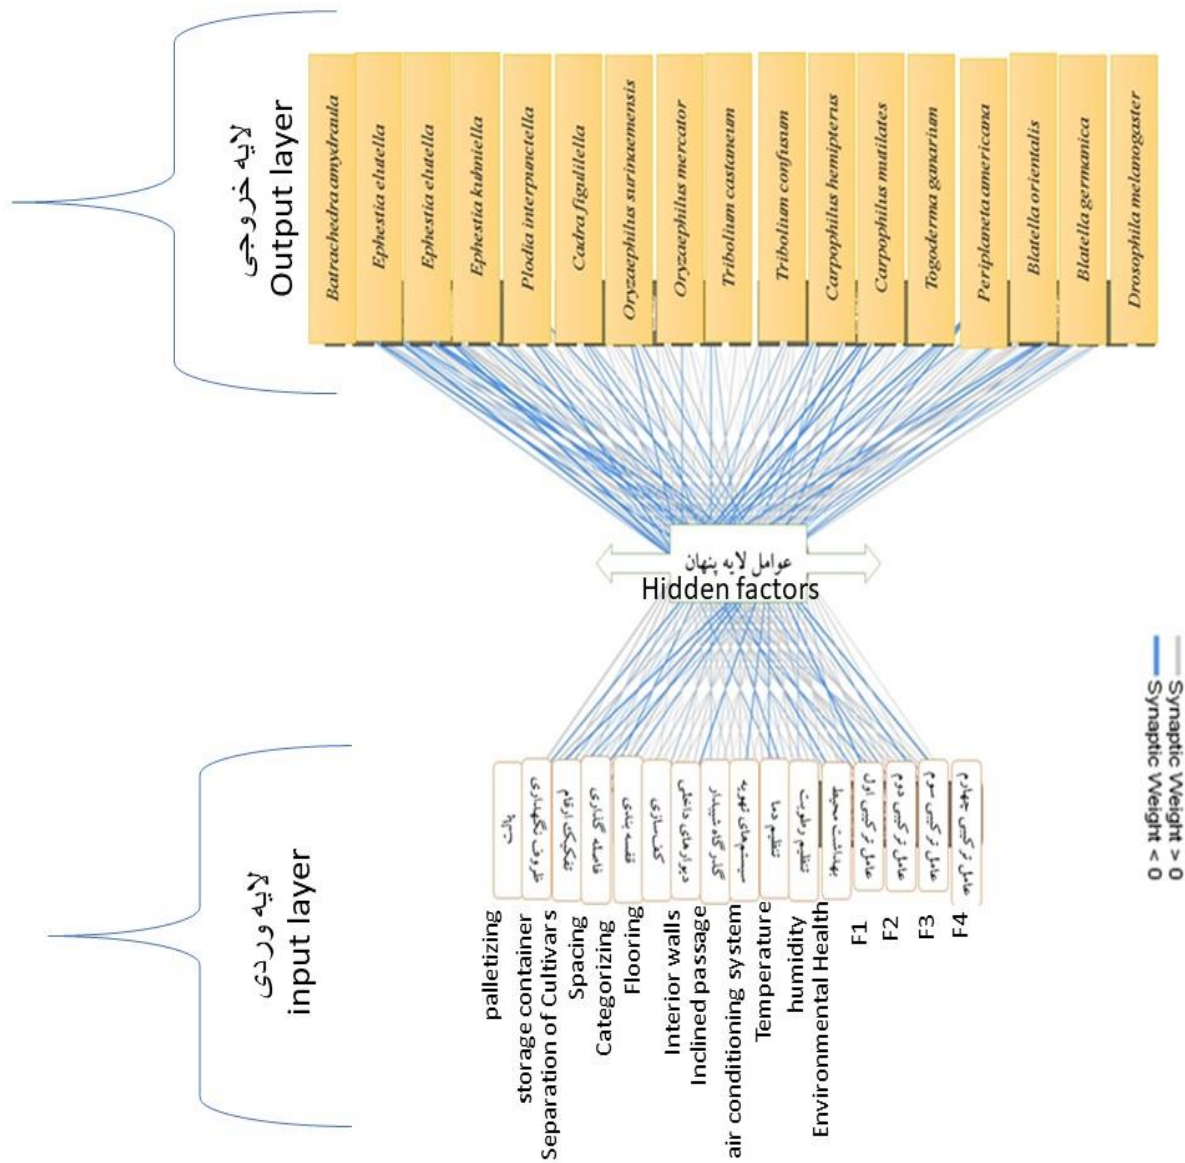 لایه خروجی
Output layer
Batrachedra amydraula
Ephestia elutella
Ephestia elutella
Ephestia kuhniella
Plodia interpunctella
Cadra figulilella
Oryzaephilus surinaemensis
Oryzaephilus mercator
Tribolium castaneum
Tribolium confusum
Carpophilus hemipterus
Carpophilus mutilates
Togoderma ganarium
Periplaneta americana
Blatella orientalis
Blatella germanica
Drosophila melanogaster
عوامل لایه پنهان
Hidden factors
Synaptic Weight > 0
Synaptic Weight < 0
لایه وردی
input layer
ظروف نگهداری
تفکیک ارقام
فاصله گذاری
قفسه بندی
کف‌سازی
دیوارهای داخلی
گذرگاه شیبدار
سیستم‌های تهویه
تنظیم دما
تنظیم رطوبت
بهداشت محیط
عامل ترکیبی اول
عامل ترکیبی دوم
عامل ترکیبی سوم
عامل ترکیبی چهارم
palletizing
storage container
Separation of Cultivars
Spacing
Categorizing
Flooring
Interior walls
Inclined passage
air conditioning system
Temperature
humidity
Environmental Health
F1
F2
F3
F4